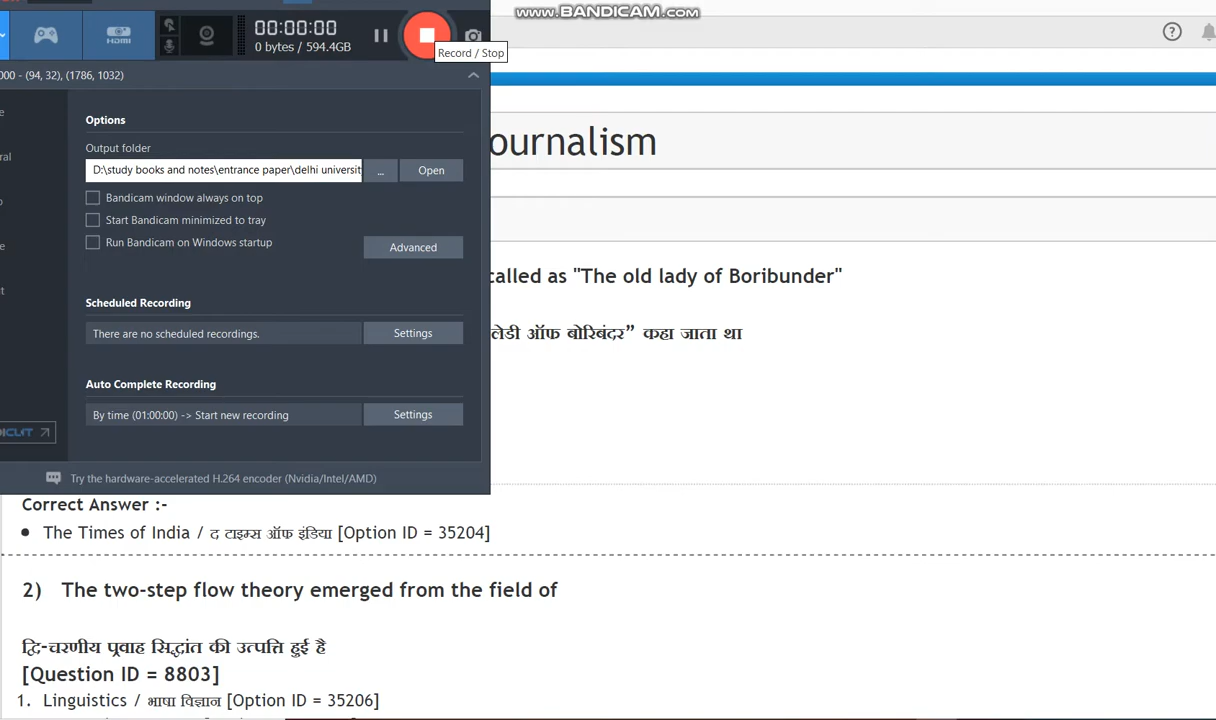 www.BANDICAM.com
00:00:00
0 bytes / 594.4GB
HDMI
Record / Stop
000 - (94, 32), (1786, 1032)
ournalism
Options
Output folder
D:\study books and notes\entrance paper\delhi universit
...
Open
Bandicam window always on top
Start Bandicam minimized to tray
Run Bandicam on Windows startup
Advanced
called as "The old lady of Boribunder"
Scheduled Recording
There are no scheduled recordings.
Settings
लेडी ऑफ बोरिबंदर” कहा जाता था
Auto Complete Recording
By time (01:00:00) -> Start new recording
Settings
Try the hardware-accelerated H.264 encoder (Nvidia/Intel/AMD)
Correct Answer :-
• The Times of India / द टाइम्स ऑफ इंडिया [Option ID = 35204]
2) The two-step flow theory emerged from the field of
द्वि-चरणीय प्रवाह सिद्धांत की उत्पत्ति हुई है
[Question ID = 8803]
1. Linguistics / भाषा विज्ञान [Option ID = 35206]